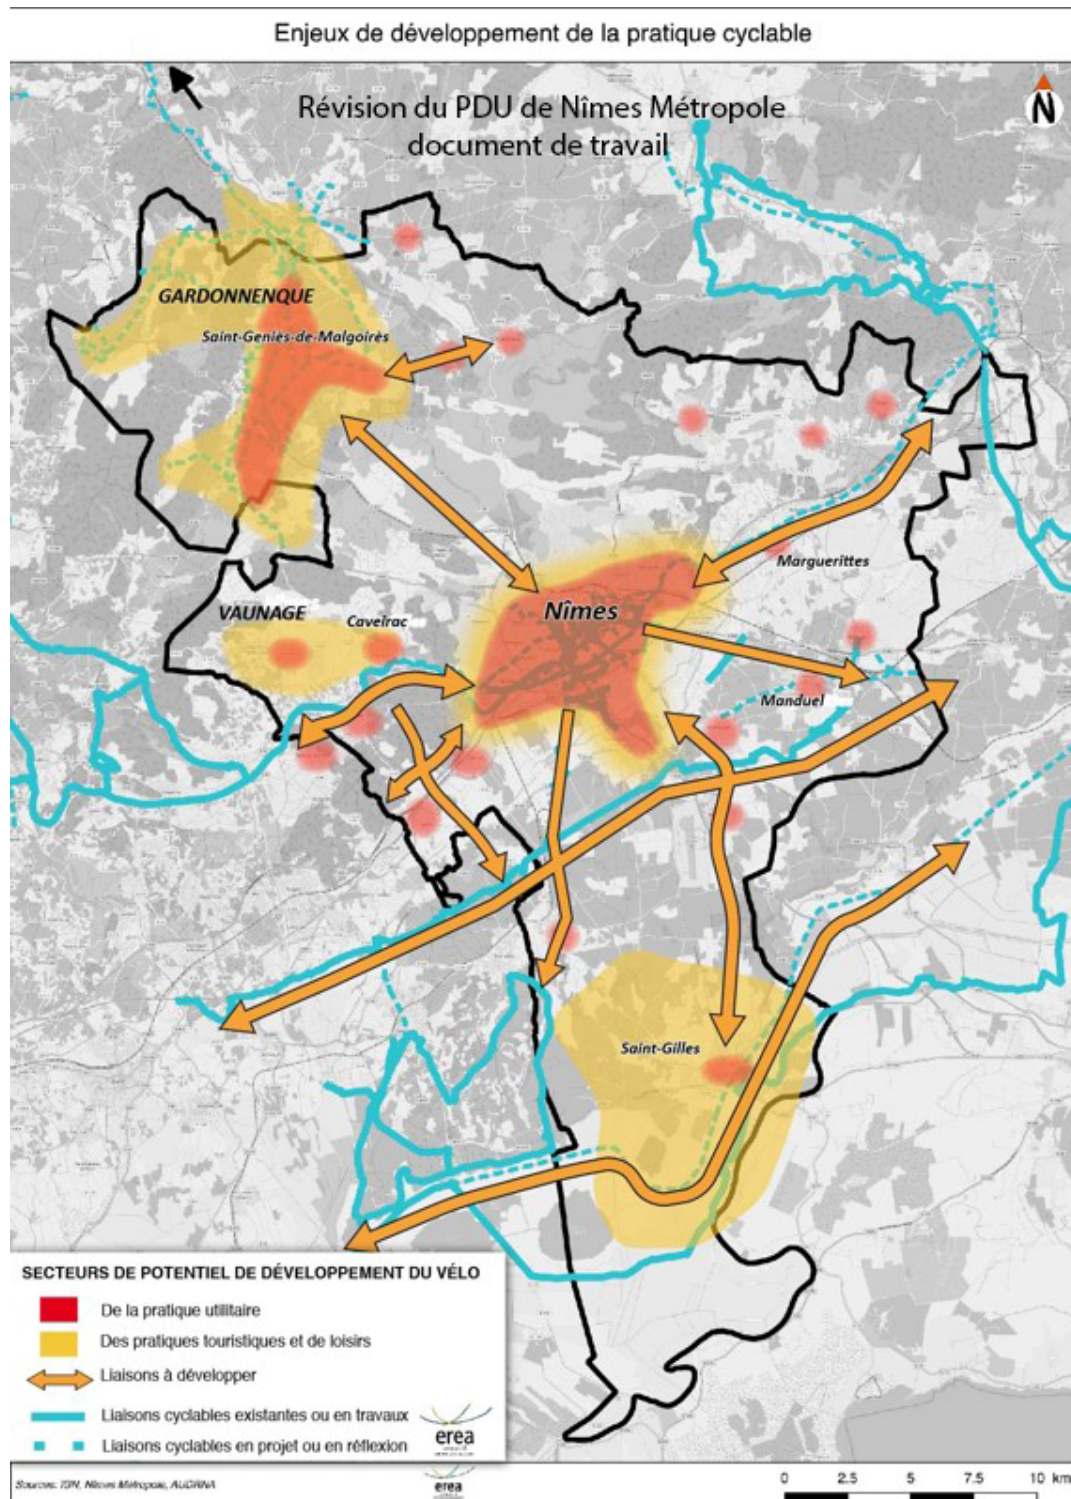 Enjeux de développement de la pratique cyclable
Révision du PDU de Nîmes Métropole
document de travail
N
GARDONNENQUE
Saint-Geniès-de-Malgoirès
Nîmes
Marguerittes
VAUNAGE
Caveirac
Manduel
Saint-Gilles
SECTEURS DE POTENTIEL DE DÉVELOPPEMENT DU VÉLO
De la pratique utilitaire
Des pratiques touristiques et de loisirs
Liaisons à développer
Liaisons cyclables existantes ou en travaux
Liaisons cyclables en projet ou en réflexion
erea
Sources: IGN, Nîmes Métropole, AUDRNA
erea
0 2.5 5 7.5 10 km